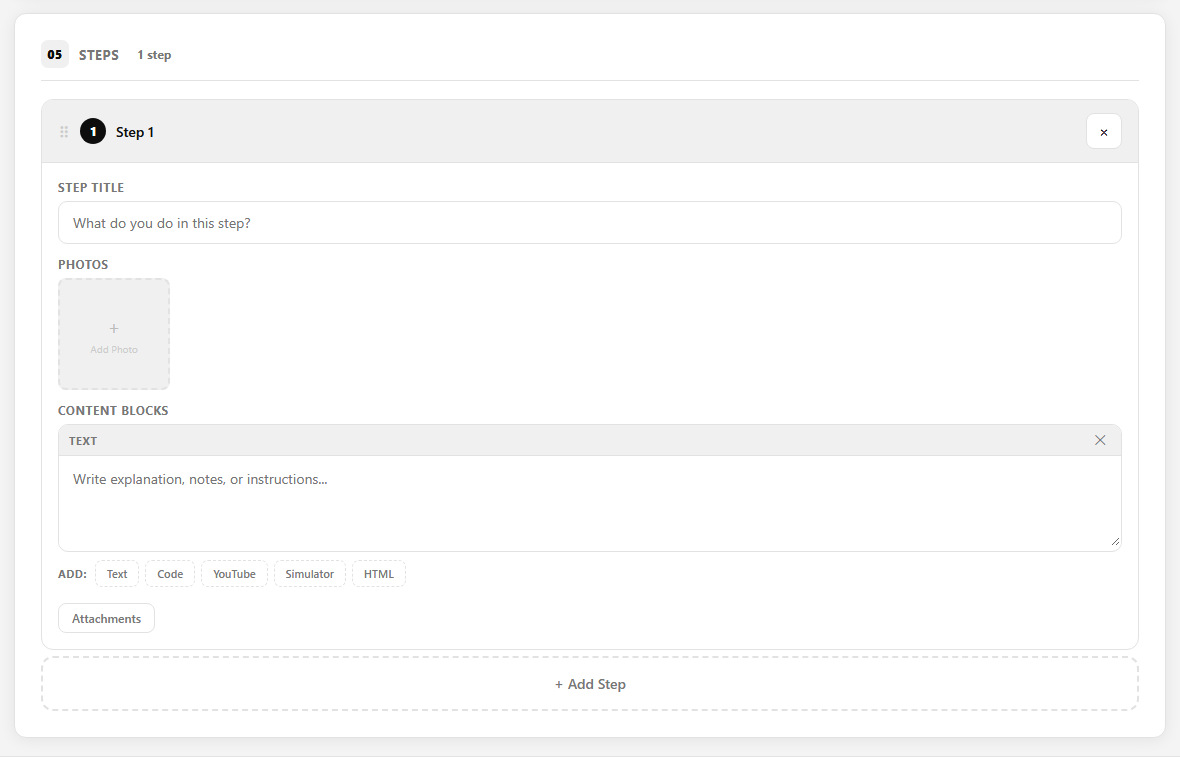 05 STEPS 1 step
1 Step 1 ×
STEP TITLE
What do you do in this step?
PHOTOS
+
Add Photo
CONTENT BLOCKS
TEXT
Write explanation, notes, or instructions...
ADD: Text Code YouTube Simulator HTML
Attachments
+ Add Step